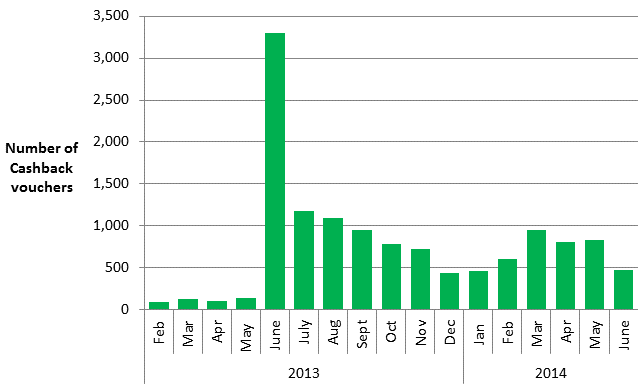 3,500
3,000
2,500
2,000
1,500
1,000
500
0
Number of
Cashback
vouchers
Feb
Mar
Apr
May
June
July
Aug
Sept
Oct
Nov
Dec
Jan
Feb
Mar
Apr
May
June
2013
2014